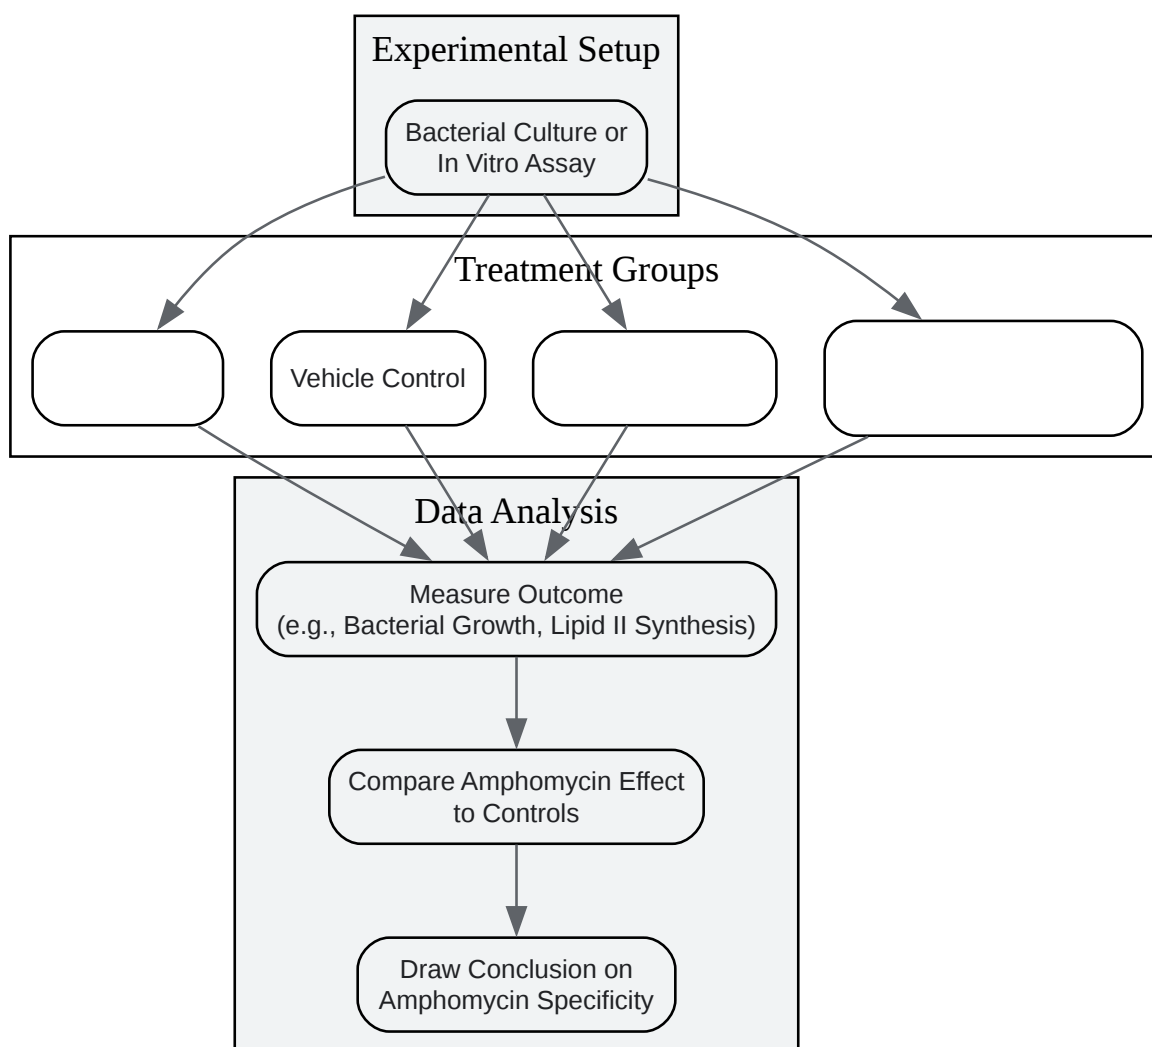 Experimental Setup
Bacterial Culture or
In Vitro Assay
Treatment Groups
Vehicle Control
Data Analysis
Measure Outcome
(e.g., Bacterial Growth, Lipid II Synthesis)
Compare Amphomycin Effect
to Controls
Draw Conclusion on
Amphomycin Specificity